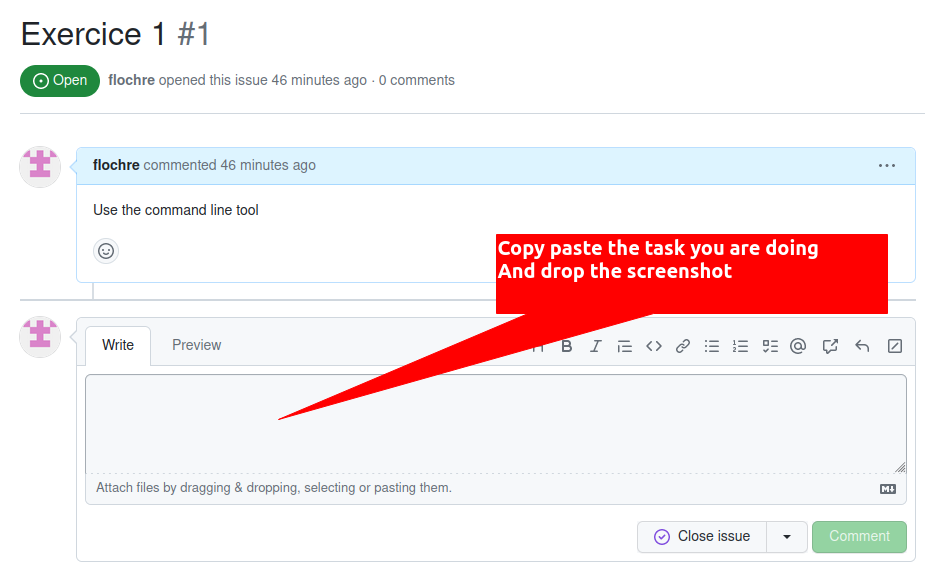 Exercice 1 #1
Open flochre opened this issue 46 minutes ago · 0 comments
flochre commented 46 minutes ago
Use the command line tool
Copy paste the task you are doing
And drop the screenshot
Write Preview
Attach files by dragging & dropping, selecting or pasting them.
Close issue Comment